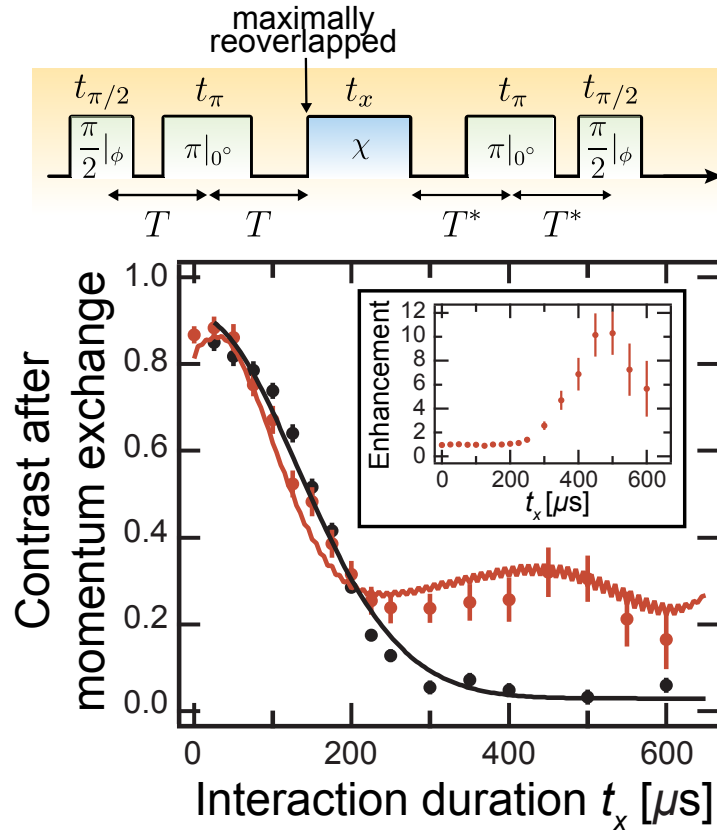 maximally
reoverlapped
t_{π/2} t_π t_x t_π t_{π/2}
π/2|_ϕ π|_{0°} χ π|_{0°} π/2|_ϕ
T T T* T*
Contrast after
momentum exchange
1.0
0.8
0.6
0.4
0.2
0.0
0 200 400 600
Interaction duration t_x [µs]
Enhancement
12
10
8
6
4
2
0
0 200 400 600
t_x [µs]